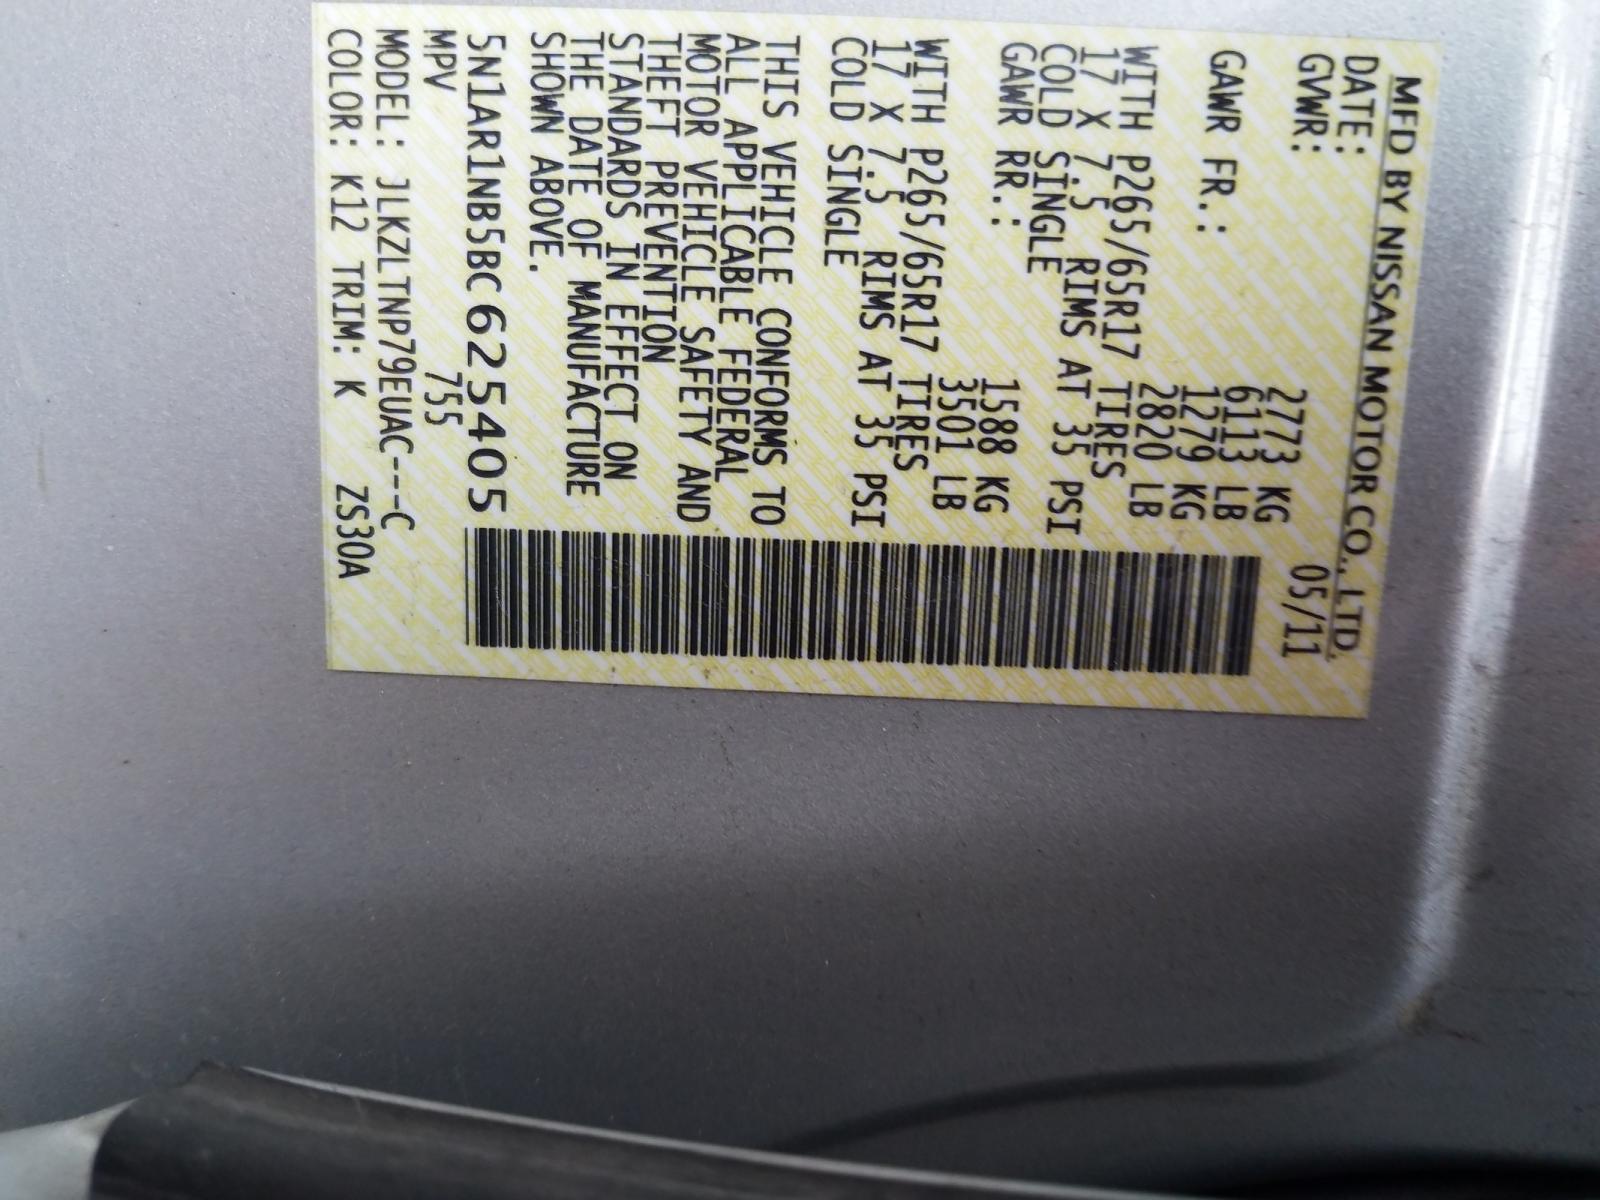 MFD BY NISSAN MOTOR CO., LTD.
DATE: 05/11
GVWR: 2773 KG
6113 LB
GAWR FR.: 1279 KG
2820 LB
WITH P265/65R17 TIRES
17 X 7.5 RIMS AT 35 PSI
COLD SINGLE
GAWR RR.: 1588 KG
3501 LB
WITH P265/65R17 TIRES
17 X 7.5 RIMS AT 35 PSI
COLD SINGLE
THIS VEHICLE CONFORMS TO
ALL APPLICABLE FEDERAL
MOTOR VEHICLE SAFETY AND
THEFT PREVENTION
STANDARDS IN EFFECT ON
THE DATE OF MANUFACTURE
SHOWN ABOVE.
5N1AR1NB5BC625405
MPV 755
MODEL: JLKZLTNP79EUAC---C
COLOR: K12 TRIM: K ZS30A